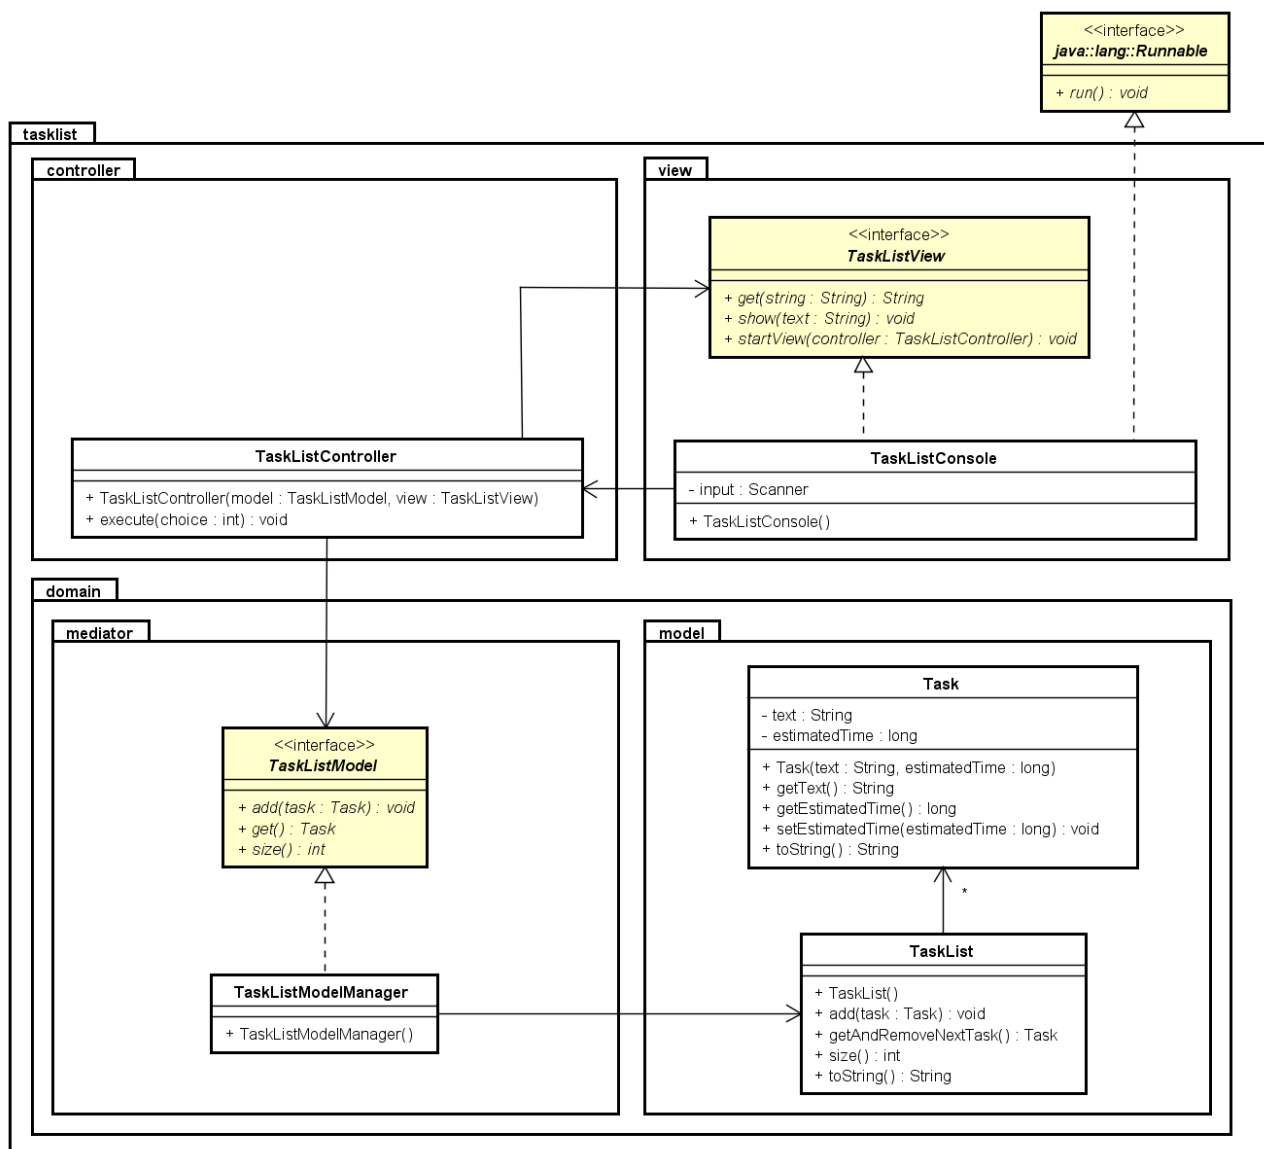 <<interface>>
java::lang::Runnable
+ run() : void
tasklist
controller
view
<<interface>>
TaskListView
+ get(string : String) : String
+ show(text : String) : void
+ startView(controller : TaskListController) : void
TaskListController
+ TaskListController(model : TaskListModel, view : TaskListView)
+ execute(choice : int) : void
TaskListConsole
- input : Scanner
+ TaskListConsole()
domain
mediator
model
<<interface>>
TaskListModel
+ add(task : Task) : void
+ get() : Task
+ size() : int
Task
- text : String
- estimatedTime : long
+ Task(text : String, estimatedTime : long)
+ getText() : String
+ getEstimatedTime() : long
+ setEstimatedTime(estimatedTime : long) : void
+ toString() : String
*
TaskListModelManager
+ TaskListModelManager()
TaskList
+ TaskList()
+ add(task : Task) : void
+ getAndRemoveNextTask() : Task
+ size() : int
+ toString() : String